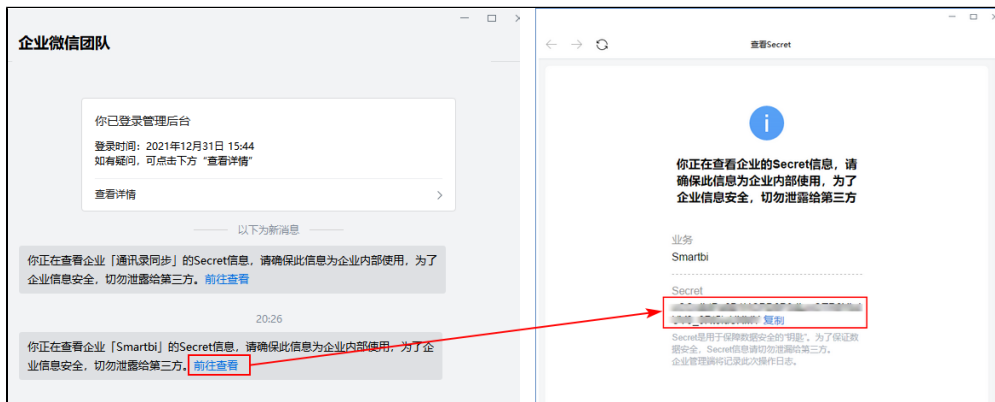 企业微信团队
你已登录管理后台
登录时间：2021年12月31日 15:44
如有疑问，可点击下方“查看详情”
查看详情
以下为新消息
你正在查看企业「通讯录同步」的Secret信息，请确保此信息为企业内部使用，为了
企业信息安全，切勿泄露给第三方。前往查看
20:26
你正在查看企业「Smartbi」的Secret信息，请确保此信息为企业内部使用，为了企
业信息安全，切勿泄露给第三方。前往查看
查看Secret
你正在查看企业的Secret信息，请
确保此信息为企业内部使用，为了
企业信息安全，切勿泄露给第三方
业务
Smartbi
Secret
复制
Secret是用于保障数据安全的“钥匙”。为了保证数
据安全，Secret信息请切勿泄漏给第三方。
企业管理端将记录此次操作日志。